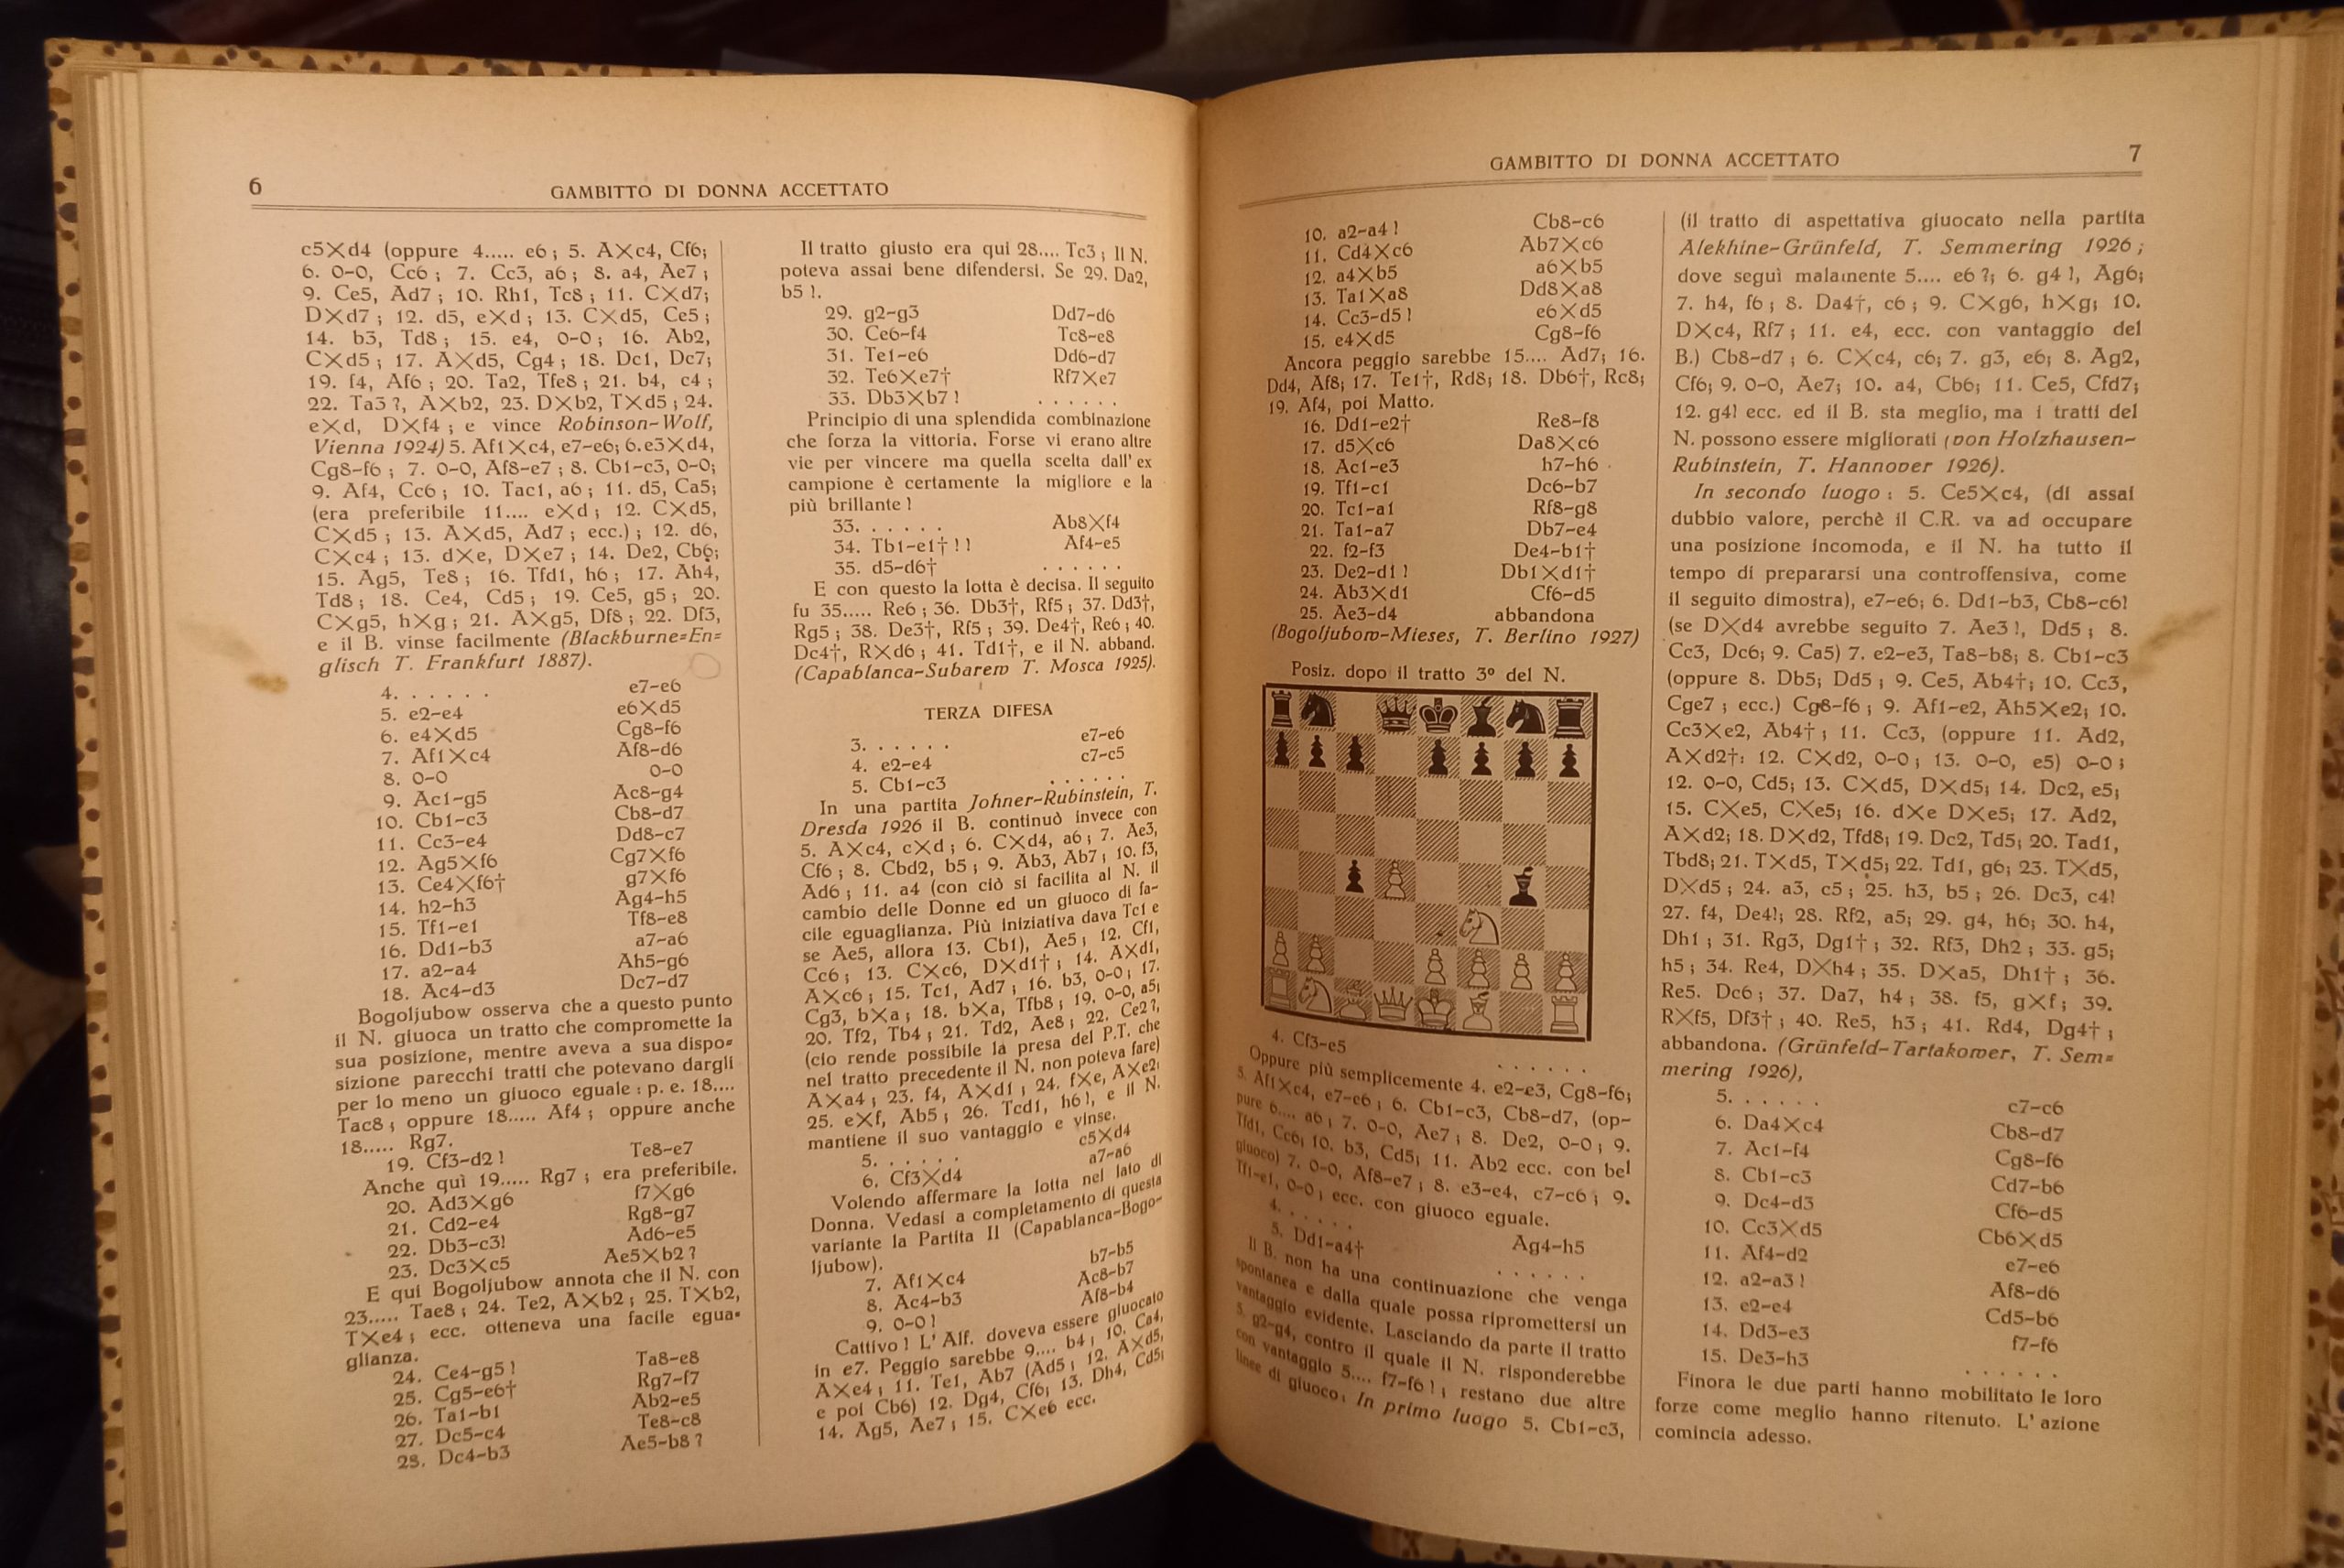 6
GAMBITTO DI DONNA ACCETTATO
c5×d4 (oppure 4..... e6; 5. A×c4, Cf6;
6. 0-0, Cc6; 7. Cc3, a6; 8. a4, Ae7;
9. Ce5, Ad7; 10. Rh1, Tc8; 11. C×d7;
D×d7; 12. d5, e×d; 13. C×d5, Ce5;
14. b3, Td8; 15. e4, 0-0; 16. Ab2,
C×d5; 17. A×d5, Cg4; 18. Dc1, Dc7;
19. f4, Af6; 20. Ta2, Tfe8; 21. b4, c4;
22. Ta3?, A×b2, 23. D×b2, T×d5; 24.
e×d, D×f4; e vince Robinson-Wolf,
Vienna 1924) 5. Af1×c4, e7-e6; 6.e3×d4,
Cg8-f6; 7. 0-0, Af8-e7; 8. Cb1-c3, 0-0;
9. Af4, Cc6; 10. Tac1, a6; 11. d5, Ca5;
(era preferibile 11.... e×d; 12. C×d5,
C×d5; 13. A×d5, Ad7; ecc.); 12. d6,
C×c4; 13. d×e, D×e7; 14. De2, Cb6;
15. Ag5, Te8; 16. Tfd1, h6; 17. Ah4,
Td8; 18. Ce4, Cd5; 19. Ce5, g5; 20.
C×g5, h×g; 21. A×g5, Df8; 22. Df3,
e il B. vinse facilmente (Blackburne=En=
glisch T. Frankfurt 1887).
4. . . . . . . e7-e6
5. e2-e4 e6×d5
6. e4×d5 Cg8-f6
7. Af1×c4 Af8-d6
8. 0-0 0-0
9. Ac1-g5 Ac8-g4
10. Cb1-c3 Cb8-d7
11. Cc3-e4 Dd8-c7
12. Ag5×f6 Cg7×f6
13. Ce4×f6† g7×f6
14. h2-h3 Ag4-h5
15. Tf1-e1 Tf8-e8
16. Dd1-b3 a7-a6
17. a2-a4 Ah5-g6
18. Ac4-d3 Dc7-d7
Bogoljubow osserva che a questo punto
il N. giuoca un tratto che compromette la
sua posizione, mentre aveva a sua dispo=
sizione parecchi tratti che potevano dargli
per lo meno un giuoco eguale: p. e. 18....
Tac8; oppure 18..... Af4; oppure anche
18..... Rg7.
19. Cf3-d2! Te8-e7
Anche quì 19..... Rg7; era preferibile.
20. Ad3×g6 f7×g6
21. Cd2-e4 Rg8-g7
22. Db3-c3! Ad6-e5
23. Dc3×c5 Ae5×b2?
E qui Bogoljubow annota che il N. con
23..... Tae8; 24. Te2, A×b2; 25. T×b2,
T×e4; ecc. otteneva una facile egua=
glianza.
24. Ce4-g5! Ta8-e8
25. Cg5-e6† Rg7-f7
26. Ta1-b1 Ab2-e5
27. Dc5-c4 Te8-c8
28. Dc4-b3 Ae5-b8?
Il tratto giusto era qui 28.... Tc3; Il N.
poteva assai bene difendersi. Se 29. Da2,
b5!.
29. g2-g3 Dd7-d6
30. Ce6-f4 Tc8-e8
31. Te1-e6 Dd6-d7
32. Te6×e7† Rf7×e7
33. Db3×b7! . . . . . .
Principio di una splendida combinazione
che forza la vittoria. Forse vi erano altre
vie per vincere ma quella scelta dall' ex
campione è certamente la migliore e la
più brillante!
33. . . . . . Ab8×f4
34. Tb1-e1†!! Af4-e5
35. d5-d6† . . . . . .
E con questo la lotta è decisa. Il seguito
fu 35..... Re6; 36. Db3†, Rf5; 37. Dd3†,
Rg5; 38. De3†, Rf5; 39. De4†, Re6; 40.
Dc4†, R×d6; 41. Td1†, e il N. abband.
(Capablanca-Subarew T. Mosca 1925).
TERZA DIFESA
3. . . . . . e7-e6
4. e2-e4 c7-c5
5. Cb1-c3 . . . . . .
In una partita Johner-Rubinstein, T.
Dresda 1926 il B. continuò invece con
5. A×c4, c×d; 6. C×d4, a6; 7. Ae3,
Cf6; 8. Cbd2, b5; 9. Ab3, Ab7; 10. f3,
Ad6; 11. a4 (con ciò si facilita al N. il
cambio delle Donne ed un giuoco di fa-
cile eguaglianza. Più iniziativa dava Tc1 e
se Ae5, allora 13. Cb1), Ae5; 12. Cf1,
Cc6; 13. C×c6, D×d1†; 14. A×d1,
A×c6; 15. Tc1, Ad7; 16. b3, 0-0; 17.
Cg3, b×a; 18. b×a, Tfb8; 19. 0-0, a5;
20. Tf2, Tb4; 21. Td2, Ae8; 22. Ce2?,
(cio rende possibile la presa del P.T. che
nel tratto precedente il N. non poteva fare)
A×a4; 23. f4, A×d1; 24. f×e, A×e2;
25. e×f, Ab5; 26. Tcd1, h6!, e il N.
mantiene il suo vantaggio e vinse.
5. . . . . . c5×d4
6. Cf3×d4 a7-a6
Volendo affermare la lotta nel lato di
Donna. Vedasi a completamento di questa
variante la Partita II (Capablanca-Bogo-
ljubow).
7. Af1×c4 b7-b5
8. Ac4-b3 Ac8-b7
9. 0-0! Af8-b4
Cattivo! L' Alf. doveva essere giuocato
in e7. Peggio sarebbe 9.... b4; 10. Ca4,
A×e4; 11. Te1, Ab7 (Ad5; 12. A×d5,
e poi Cb6) 12. Dg4, Cf6; 13. Dh4, Cd5;
14. Ag5, Ae7; 15. C×e6 ecc.
GAMBITTO DI DONNA ACCETTATO
7
10. a2-a4! Cb8-c6
11. Cd4×c6 Ab7×c6
12. a4×b5 a6×b5
13. Ta1×a8 Dd8×a8
14. Cc3-d5! e6×d5
15. e4×d5 Cg8-f6
Ancora peggio sarebbe 15.... Ad7; 16.
Dd4, Af8; 17. Te1†, Rd8; 18. Db6†, Rc8;
19. Af4, poi Matto.
16. Dd1-e2† Re8-f8
17. d5×c6 Da8×c6
18. Ac1-e3 h7-h6
19. Tf1-c1 Dc6-b7
20. Tc1-a1 Rf8-g8
21. Ta1-a7 Db7-e4
22. f2-f3 De4-b1†
23. De2-d1! Db1×d1†
24. Ab3×d1 Cf6-d5
25. Ae3-d4 abbandona
(Bogoljubow-Mieses, T. Berlino 1927)
Posiz. dopo il tratto 3º del N.
4. Cf3-e5 . . . . . .
Oppure più semplicemente 4. e2-e3, Cg8-f6;
5. Af1×c4, e7-e6; 6. Cb1-c3, Cb8-d7, (op-
pure 6.... a6; 7. 0-0, Ae7; 8. De2, 0-0; 9.
Tfd1, Cc6; 10. b3, Cd5; 11. Ab2 ecc. con bel
giuoco) 7. 0-0, Af8-e7; 8. e3-e4, c7-c6; 9.
Tf1-e1, 0-0; ecc. con giuoco eguale.
4. . . . . . Ag4-h5
5. Dd1-a4† . . . . . .
Il B. non ha una continuazione che venga
spontanea e dalla quale possa ripromettersi un
vantaggio evidente. Lasciando da parte il tratto
5. g2-g4, contro il quale il N. risponderebbe
con vantaggio 5.... f7-f6!; restano due altre
linee di giuoco; In primo luogo 5. Cb1-c3,
(il tratto di aspettativa giuocato nella partita
Alekhine-Grünfeld, T. Semmering 1926;
dove seguì malamente 5.... e6?; 6. g4!, Ag6;
7. h4, f6; 8. Da4†, c6; 9. C×g6, h×g; 10.
D×c4, Rf7; 11. e4, ecc. con vantaggio del
B.) Cb8-d7; 6. C×c4, c6; 7. g3, e6; 8. Ag2,
Cf6; 9. 0-0, Ae7; 10. a4, Cb6; 11. Ce5, Cfd7;
12. g4! ecc. ed il B. sta meglio, ma i tratti del
N. possono essere migliorati (von Holzhausen-
Rubinstein, T. Hannover 1926).
In secondo luogo: 5. Ce5×c4, (di assai
dubbio valore, perchè il C.R. va ad occupare
una posizione incomoda, e il N. ha tutto il
tempo di prepararsi una controffensiva, come
il seguito dimostra), e7-e6; 6. Dd1-b3, Cb8-c6!
(se D×d4 avrebbe seguito 7. Ae3!, Dd5; 8.
Cc3, Dc6; 9. Ca5) 7. e2-e3, Ta8-b8; 8. Cb1-c3
(oppure 8. Db5; Dd5; 9. Ce5, Ab4†; 10. Cc3,
Cge7; ecc.) Cg8-f6; 9. Af1-e2, Ah5×e2; 10.
Cc3×e2, Ab4†; 11. Cc3, (oppure 11. Ad2,
A×d2†: 12. C×d2, 0-0; 13. 0-0, e5) 0-0;
12. 0-0, Cd5; 13. C×d5, D×d5; 14. Dc2, e5;
15. C×e5, C×e5; 16. d×e D×e5; 17. Ad2,
A×d2; 18. D×d2, Tfd8; 19. Dc2, Td5; 20. Tad1,
Tbd8; 21. T×d5, T×d5; 22. Td1, g6; 23. T×d5,
D×d5; 24. a3, c5; 25. h3, b5; 26. Dc3, c4!
27. f4, De4!; 28. Rf2, a5; 29. g4, h6; 30. h4,
Dh1; 31. Rg3, Dg1†; 32. Rf3, Dh2; 33. g5;
h5; 34. Re4, D×h4; 35. D×a5, Dh1†; 36.
Re5. Dc6; 37. Da7, h4; 38. f5, g×f; 39.
R×f5, Df3†; 40. Re5, h3; 41. Rd4, Dg4†;
abbandona. (Grünfeld-Tartakower, T. Sem=
mering 1926),
5. . . . . . c7-c6
6. Da4×c4 Cb8-d7
7. Ac1-f4 Cg8-f6
8. Cb1-c3 Cd7-b6
9. Dc4-d3 Cf6-d5
10. Cc3×d5 Cb6×d5
11. Af4-d2 e7-e6
12. a2-a3! Af8-d6
13. e2-e4 Cd5-b6
14. Dd3-e3 f7-f6
15. De3-h3 . . . . . .
Finora le due parti hanno mobilitato le loro
forze come meglio hanno ritenuto. L' azione
comincia adesso.